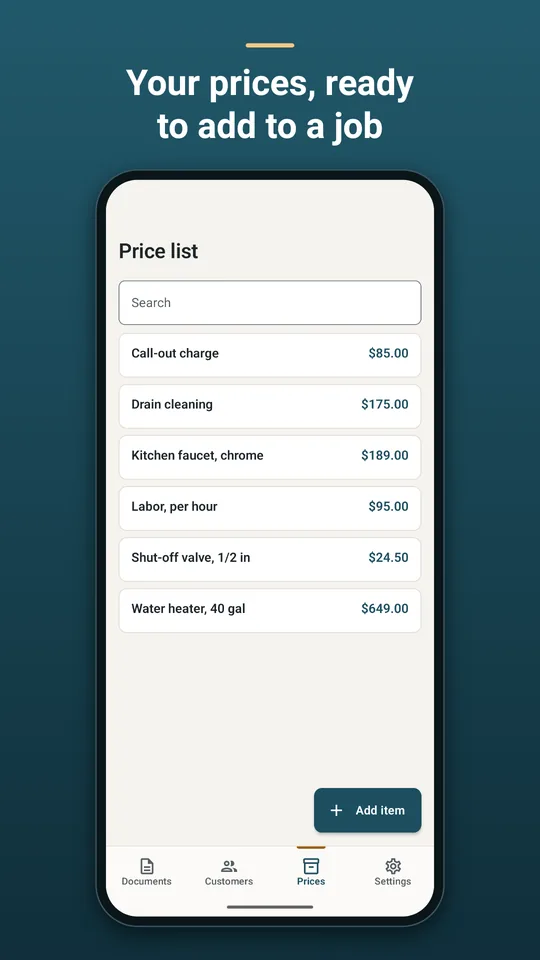 Your prices, ready
to add to a job
Price list
Search
Call-out charge $85.00
Drain cleaning $175.00
Kitchen faucet, chrome $189.00
Labor, per hour $95.00
Shut-off valve, 1/2 in $24.50
Water heater, 40 gal $649.00
Add item
Documents Customers Prices Settings